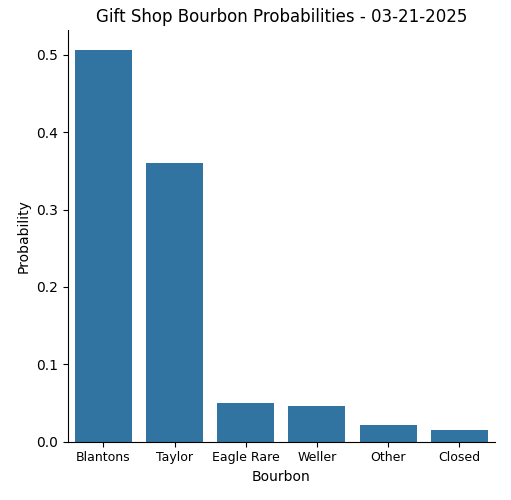 Gift Shop Bourbon Probabilities - 03-21-2025
Probability
0.5
0.4
0.3
0.2
0.1
0.0
Blantons
Taylor
Eagle Rare
Weller
Other
Closed
Bourbon